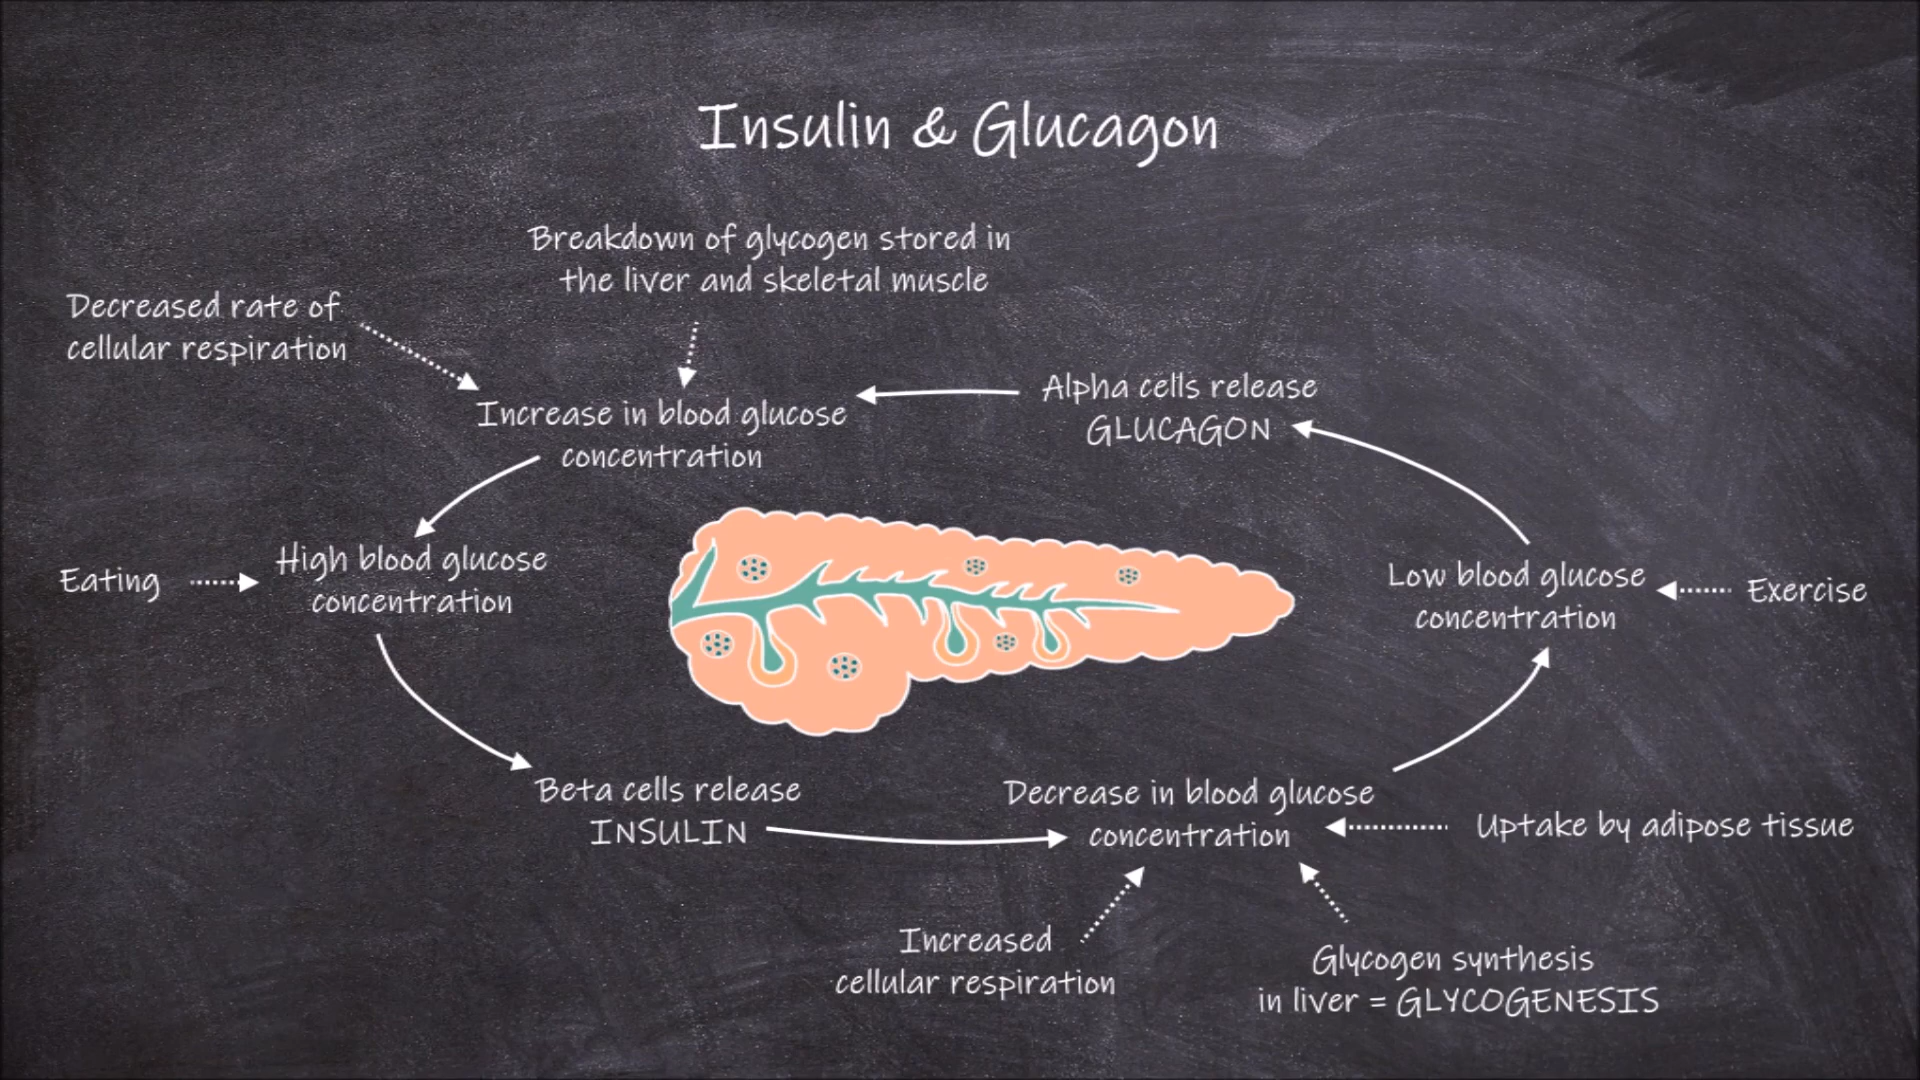 Insulin & Glucagon
Breakdown of glycogen stored in
the liver and skeletal muscle
Decreased rate of
cellular respiration
Increase in blood glucose
concentration
Alpha cells release
GLUCAGON
Eating
High blood glucose
concentration
Low blood glucose
concentration
Exercise
Beta cells release
INSULIN
Decrease in blood glucose
concentration
Uptake by adipose tissue
Increased
cellular respiration
Glycogen synthesis
in liver = GLYCOGENESIS